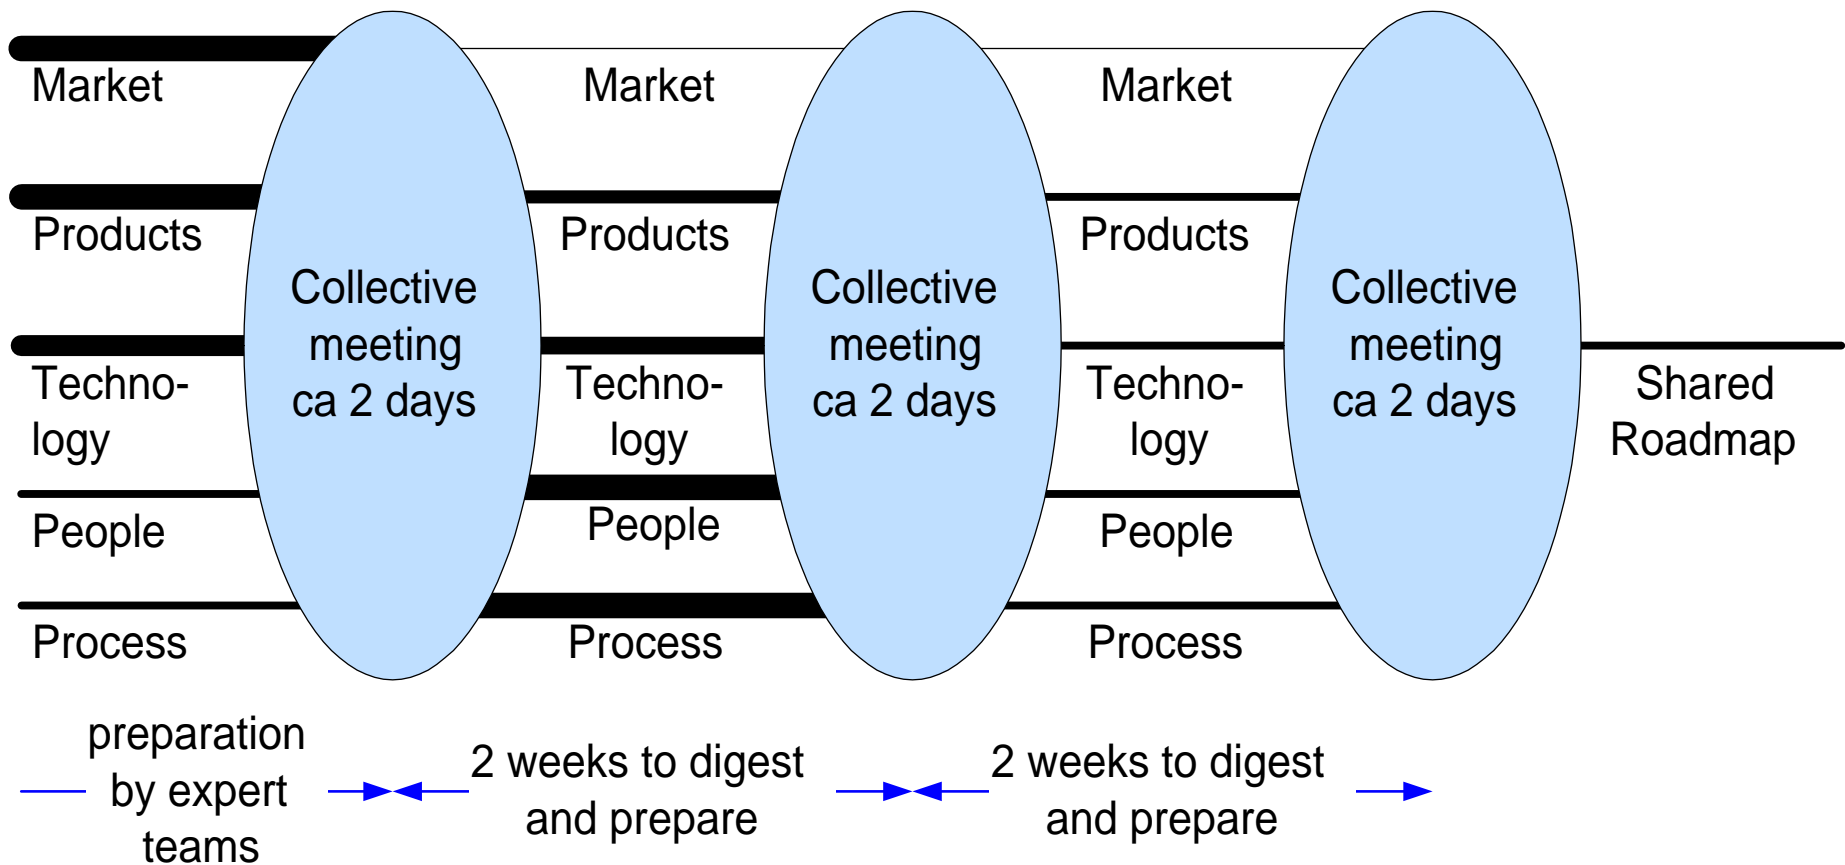 Market
Market
Market
Products
Products
Products
Collective
meeting
ca 2 days
Collective
meeting
ca 2 days
Collective
meeting
ca 2 days
Techno-
logy
Techno-
logy
Techno-
logy
Shared
Roadmap
People
People
People
Process
Process
Process
preparation
by expert
teams
2 weeks to digest
and prepare
2 weeks to digest
and prepare